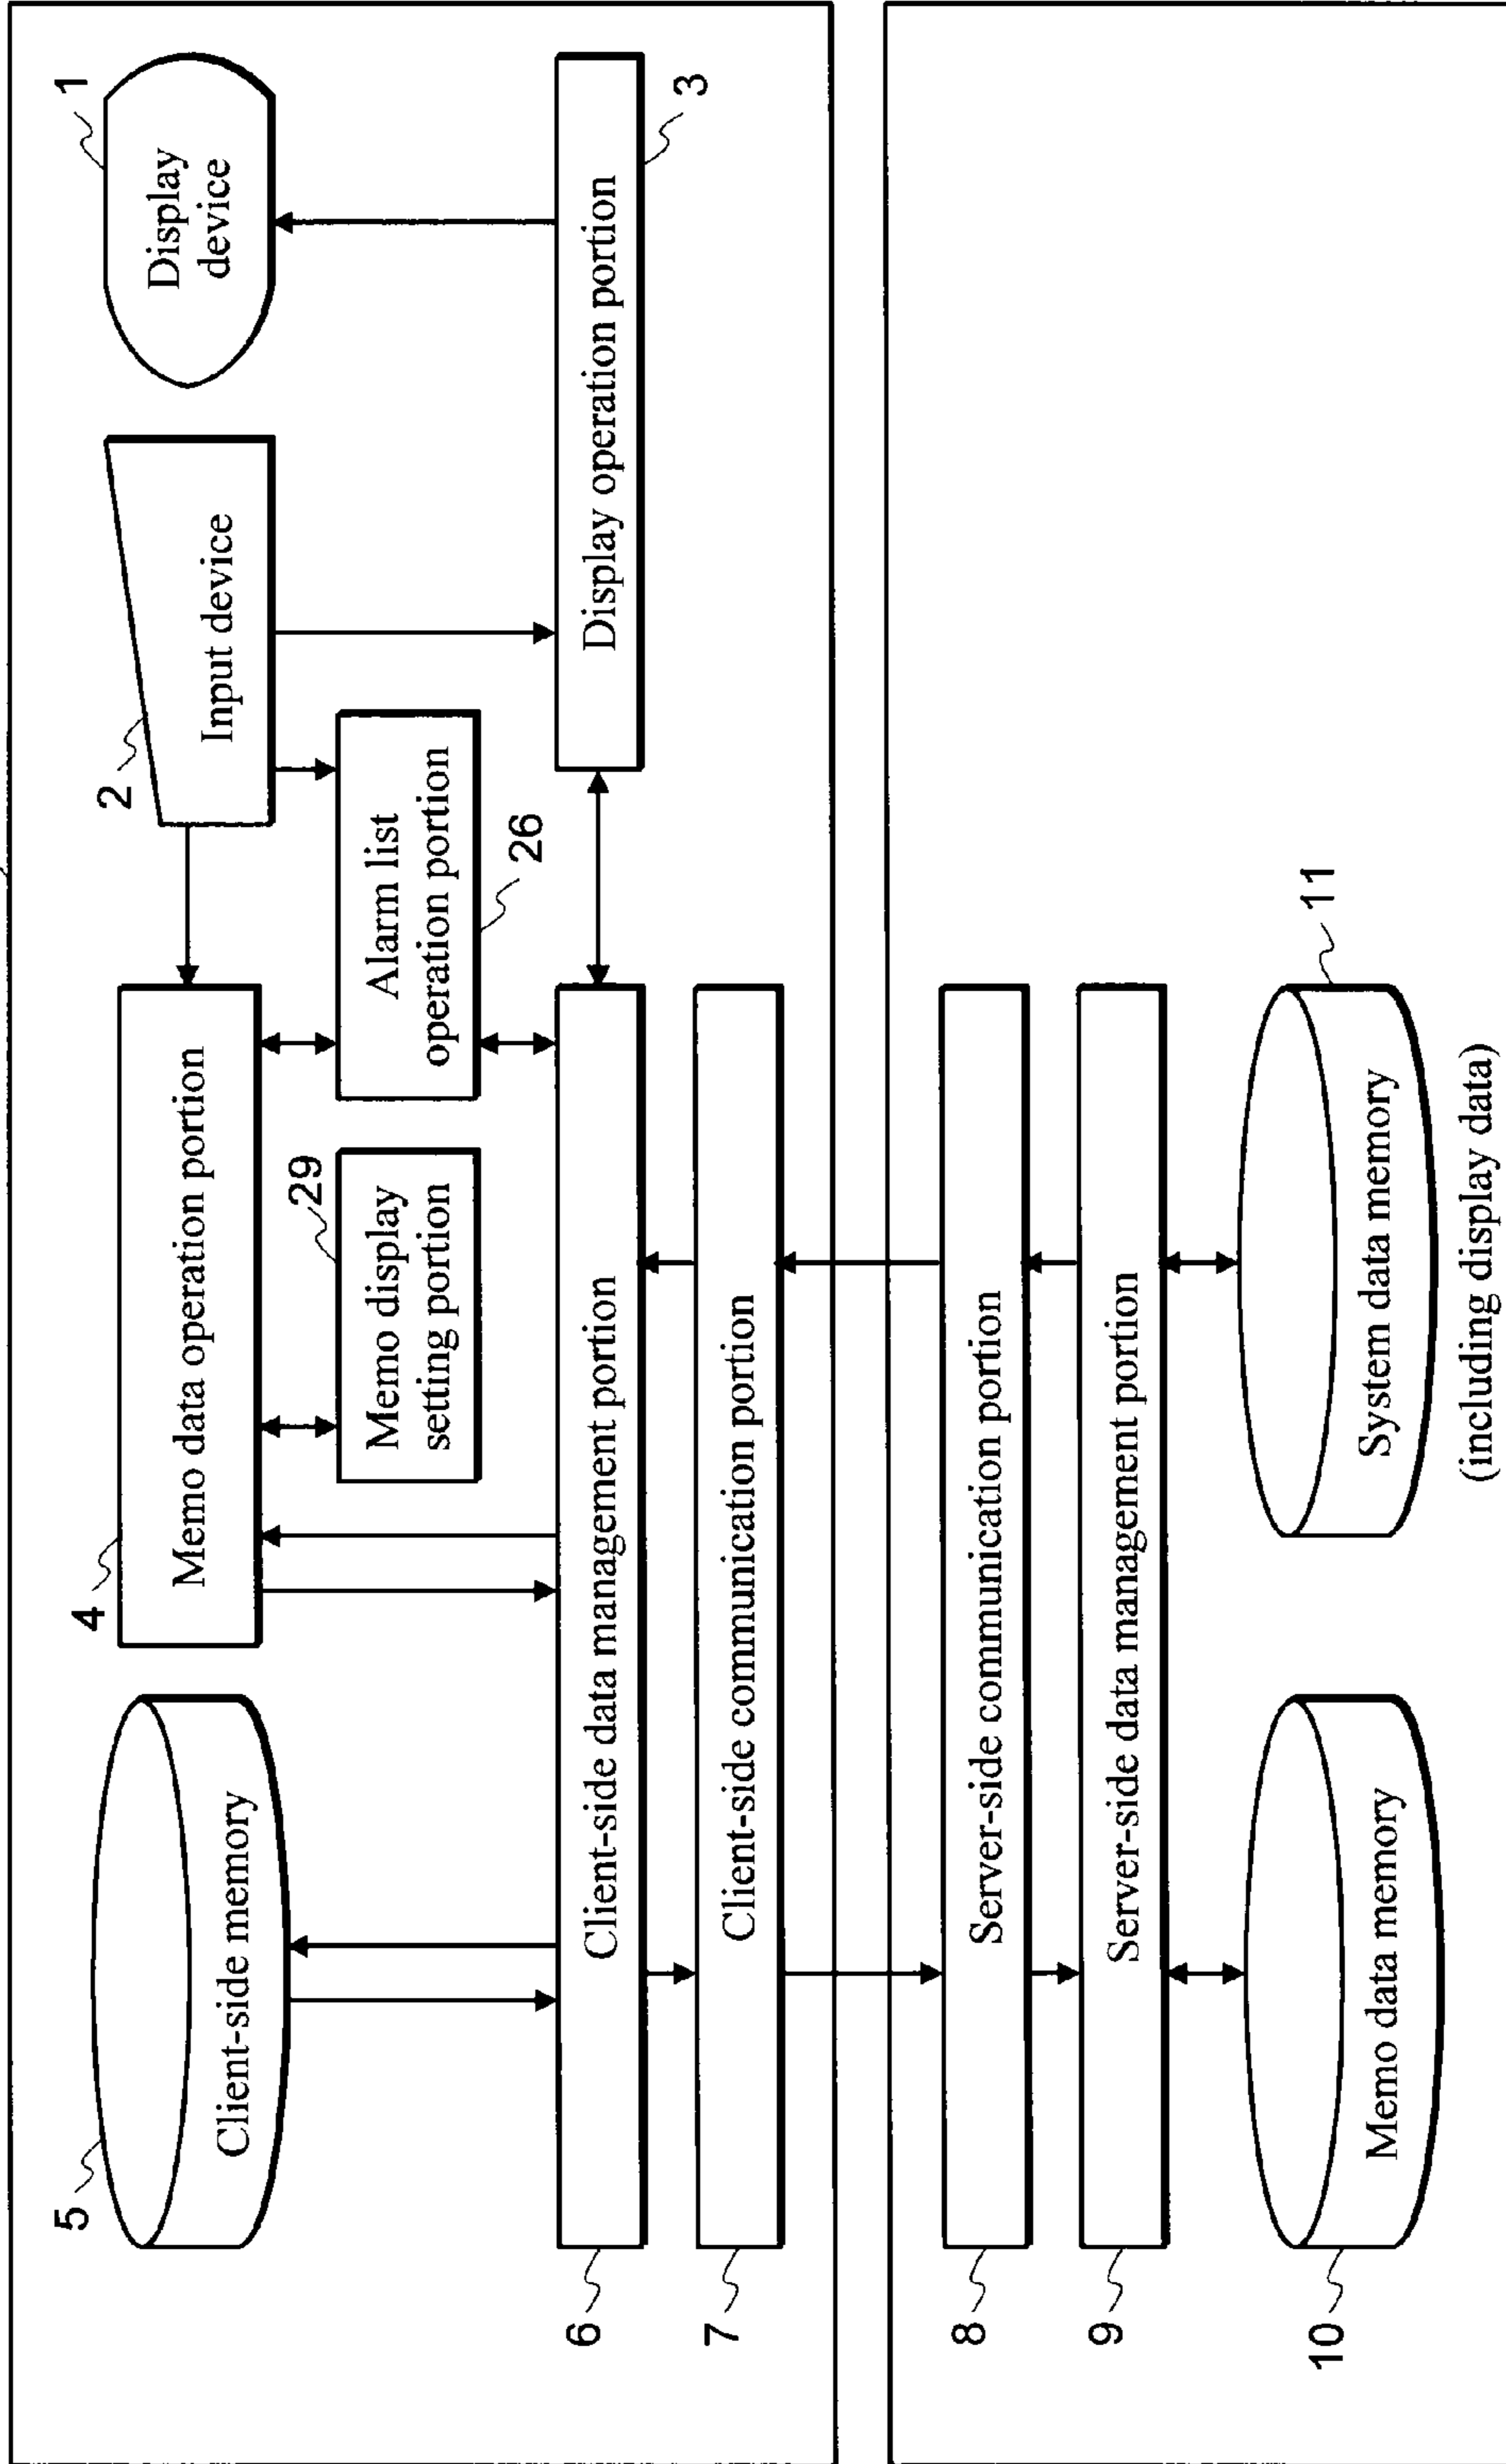 5
Client-side memory
4
Memo data operation portion
2
Input device
1
Display
device
29
Memo display
setting portion
Alarm list
operation portion
26
6
Client-side data management portion
Display operation portion
3
7
Client-side communication portion
8
Server-side communication portion
9
Server-side data management portion
10
Memo data memory
11
System data memory
(including display data)